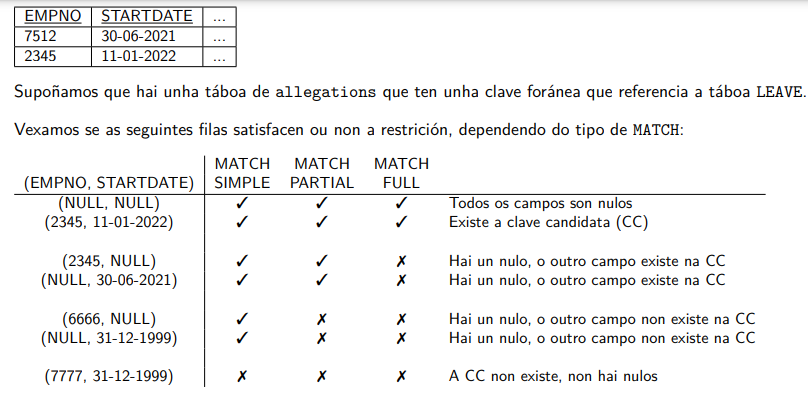 EMPNO STARTDATE ...
7512 30-06-2021 ...
2345 11-01-2022 ...
Supoñamos que hai unha táboa de allegations que ten unha clave foránea que referencia a táboa LEAVE.
Vexamos se as seguintes filas satisfacen ou non a restrición, dependendo do tipo de MATCH:
MATCH MATCH MATCH
(EMPNO, STARTDATE) SIMPLE PARTIAL FULL
(NULL, NULL) ✓ ✓ ✓ Todos os campos son nulos
(2345, 11-01-2022) ✓ ✓ ✓ Existe a clave candidata (CC)
(2345, NULL) ✓ ✓ ✗ Hai un nulo, o outro campo existe na CC
(NULL, 30-06-2021) ✓ ✓ ✗ Hai un nulo, o outro campo existe na CC
(6666, NULL) ✓ ✗ ✗ Hai un nulo, o outro campo non existe na CC
(NULL, 31-12-1999) ✓ ✗ ✗ Hai un nulo, o outro campo non existe na CC
(7777, 31-12-1999) ✗ ✗ ✗ A CC non existe, non hai nulos